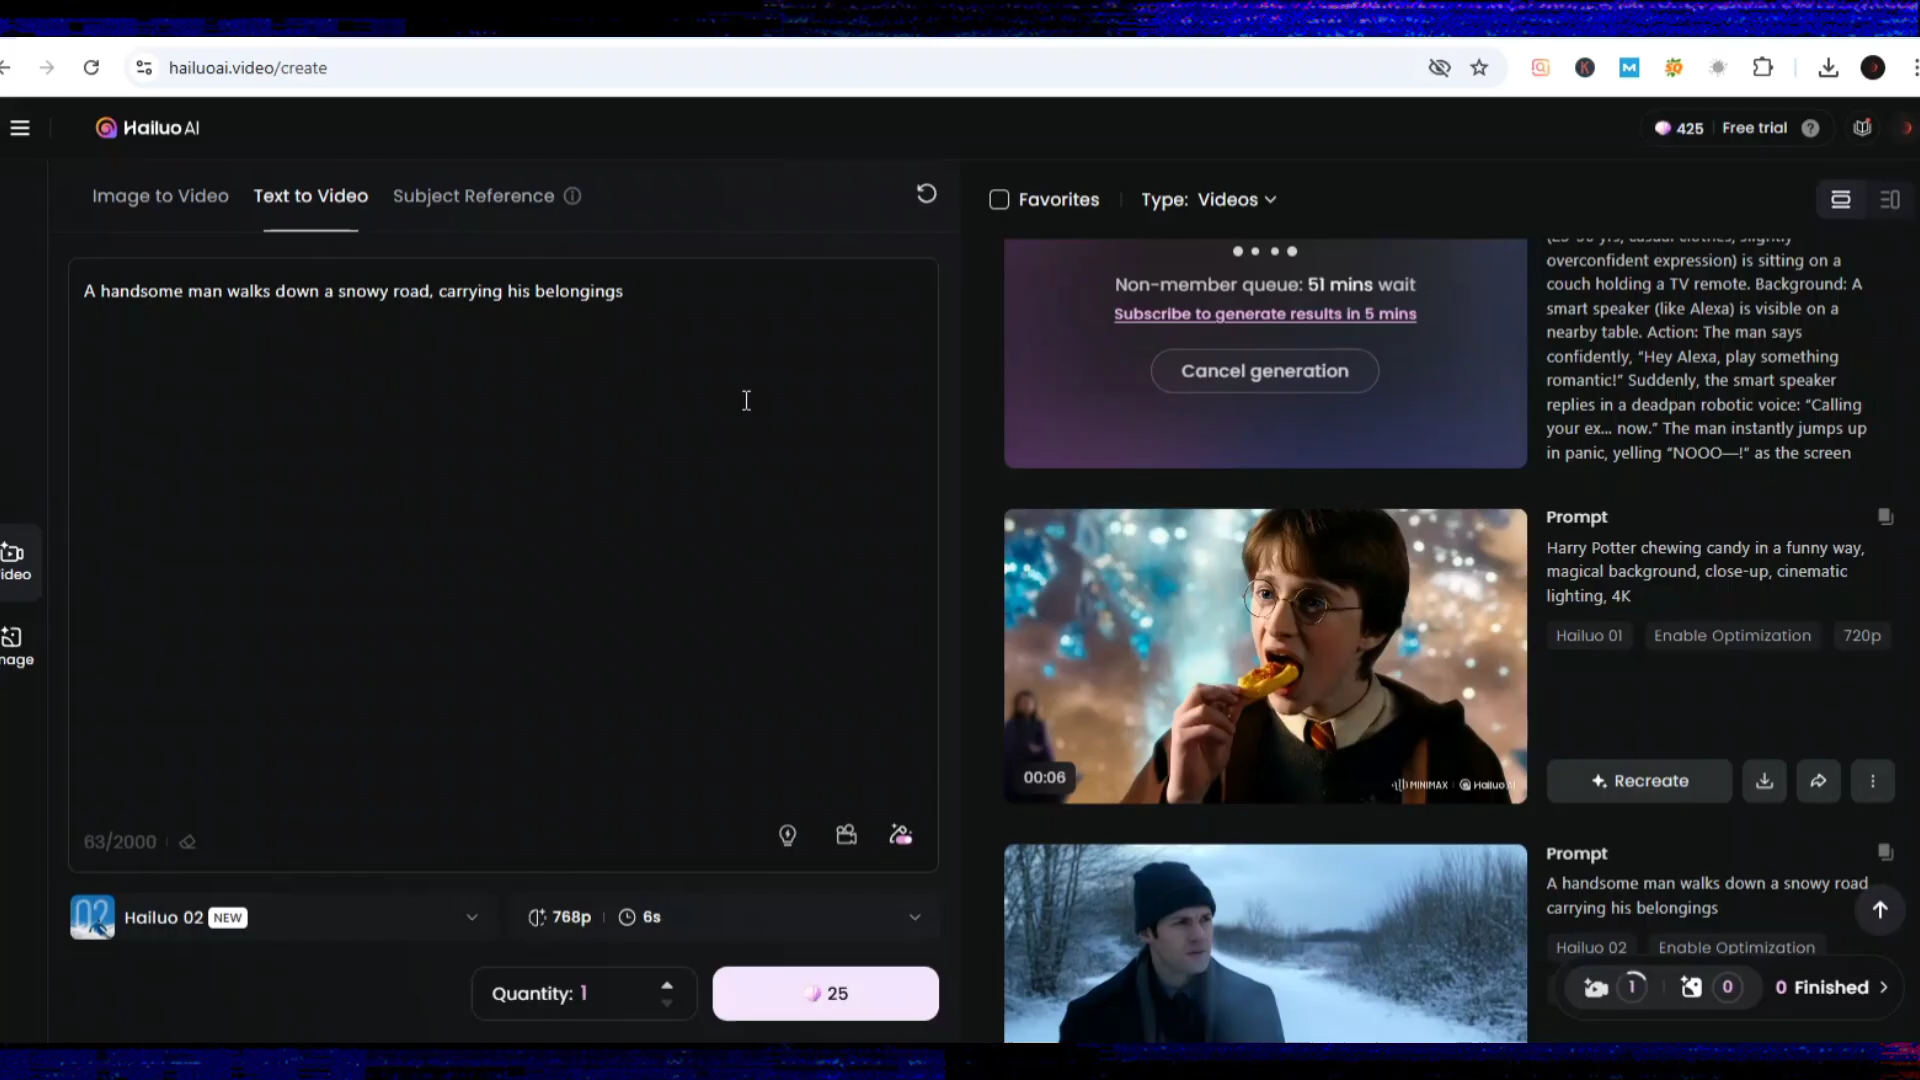 hailuoai.video/create
Hailuo AI
425 Free trial
Image to Video Text to Video Subject Reference
Favorites Type: Videos
A handsome man walks down a snowy road, carrying his belongings
63/2000
Hailuo 02 NEW
768p 6s
Quantity: 1
25
Non-member queue: 51 mins wait
Subscribe to generate results in 5 mins
Cancel generation
overconfident expression) is sitting on a
couch holding a TV remote. Background: A
smart speaker (like Alexa) is visible on a
nearby table. Action: The man says
confidently, “Hey Alexa, play something
romantic!” Suddenly, the smart speaker
replies in a deadpan robotic voice: “Calling
your ex… now.” The man instantly jumps up
in panic, yelling “NOOO—!” as the screen
00:06
MINIMAX Hailuo
Prompt
Harry Potter chewing candy in a funny way,
magical background, close-up, cinematic
lighting, 4K
Hailuo 01 Enable Optimization 720p
Recreate
Prompt
A handsome man walks down a snowy road
carrying his belongings
Hailuo 02 Enable Optimization
1 0 0 Finished